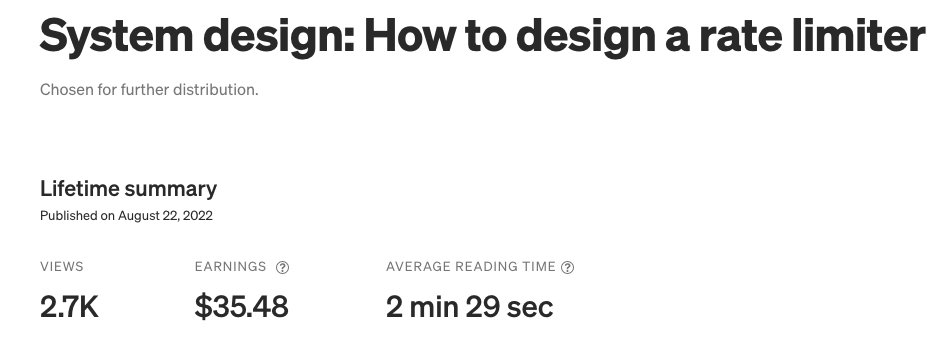 System design: How to design a rate limiter
Chosen for further distribution.
Lifetime summary
Published on August 22, 2022
VIEWS EARNINGS ? AVERAGE READING TIME ?
2.7K $35.48 2 min 29 sec